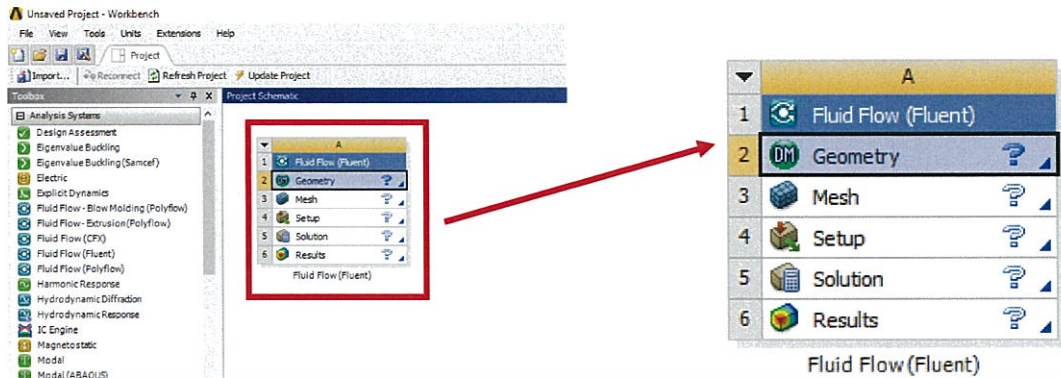 Unsaved Project - Workbench
File View Tools Units Extensions Help
Project
Import... Reconnect Refresh Project Update Project
Toolbox
Project Schematic
Analysis Systems
Design Assessment
Eigenvalue Buckling
Eigenvalue Buckling (Samcef)
Electric
Explicit Dynamics
Fluid Flow - Blow Molding (Polyflow)
Fluid Flow - Extrusion (Polyflow)
Fluid Flow (CFX)
Fluid Flow (Fluent)
Fluid Flow (Polyflow)
Harmonic Response
Hydrodynamic Diffraction
Hydrodynamic Response
IC Engine
Magnetostatic
Modal
Modal (ABAQUS)
A
1 Fluid Flow (Fluent)
2 Geometry ?
3 Mesh ?
4 Setup ?
5 Solution ?
6 Results ?
Fluid Flow (Fluent)
A
1 Fluid Flow (Fluent)
2 DM Geometry ?
3 Mesh ?
4 Setup ?
5 Solution ?
6 Results ?
Fluid Flow (Fluent)